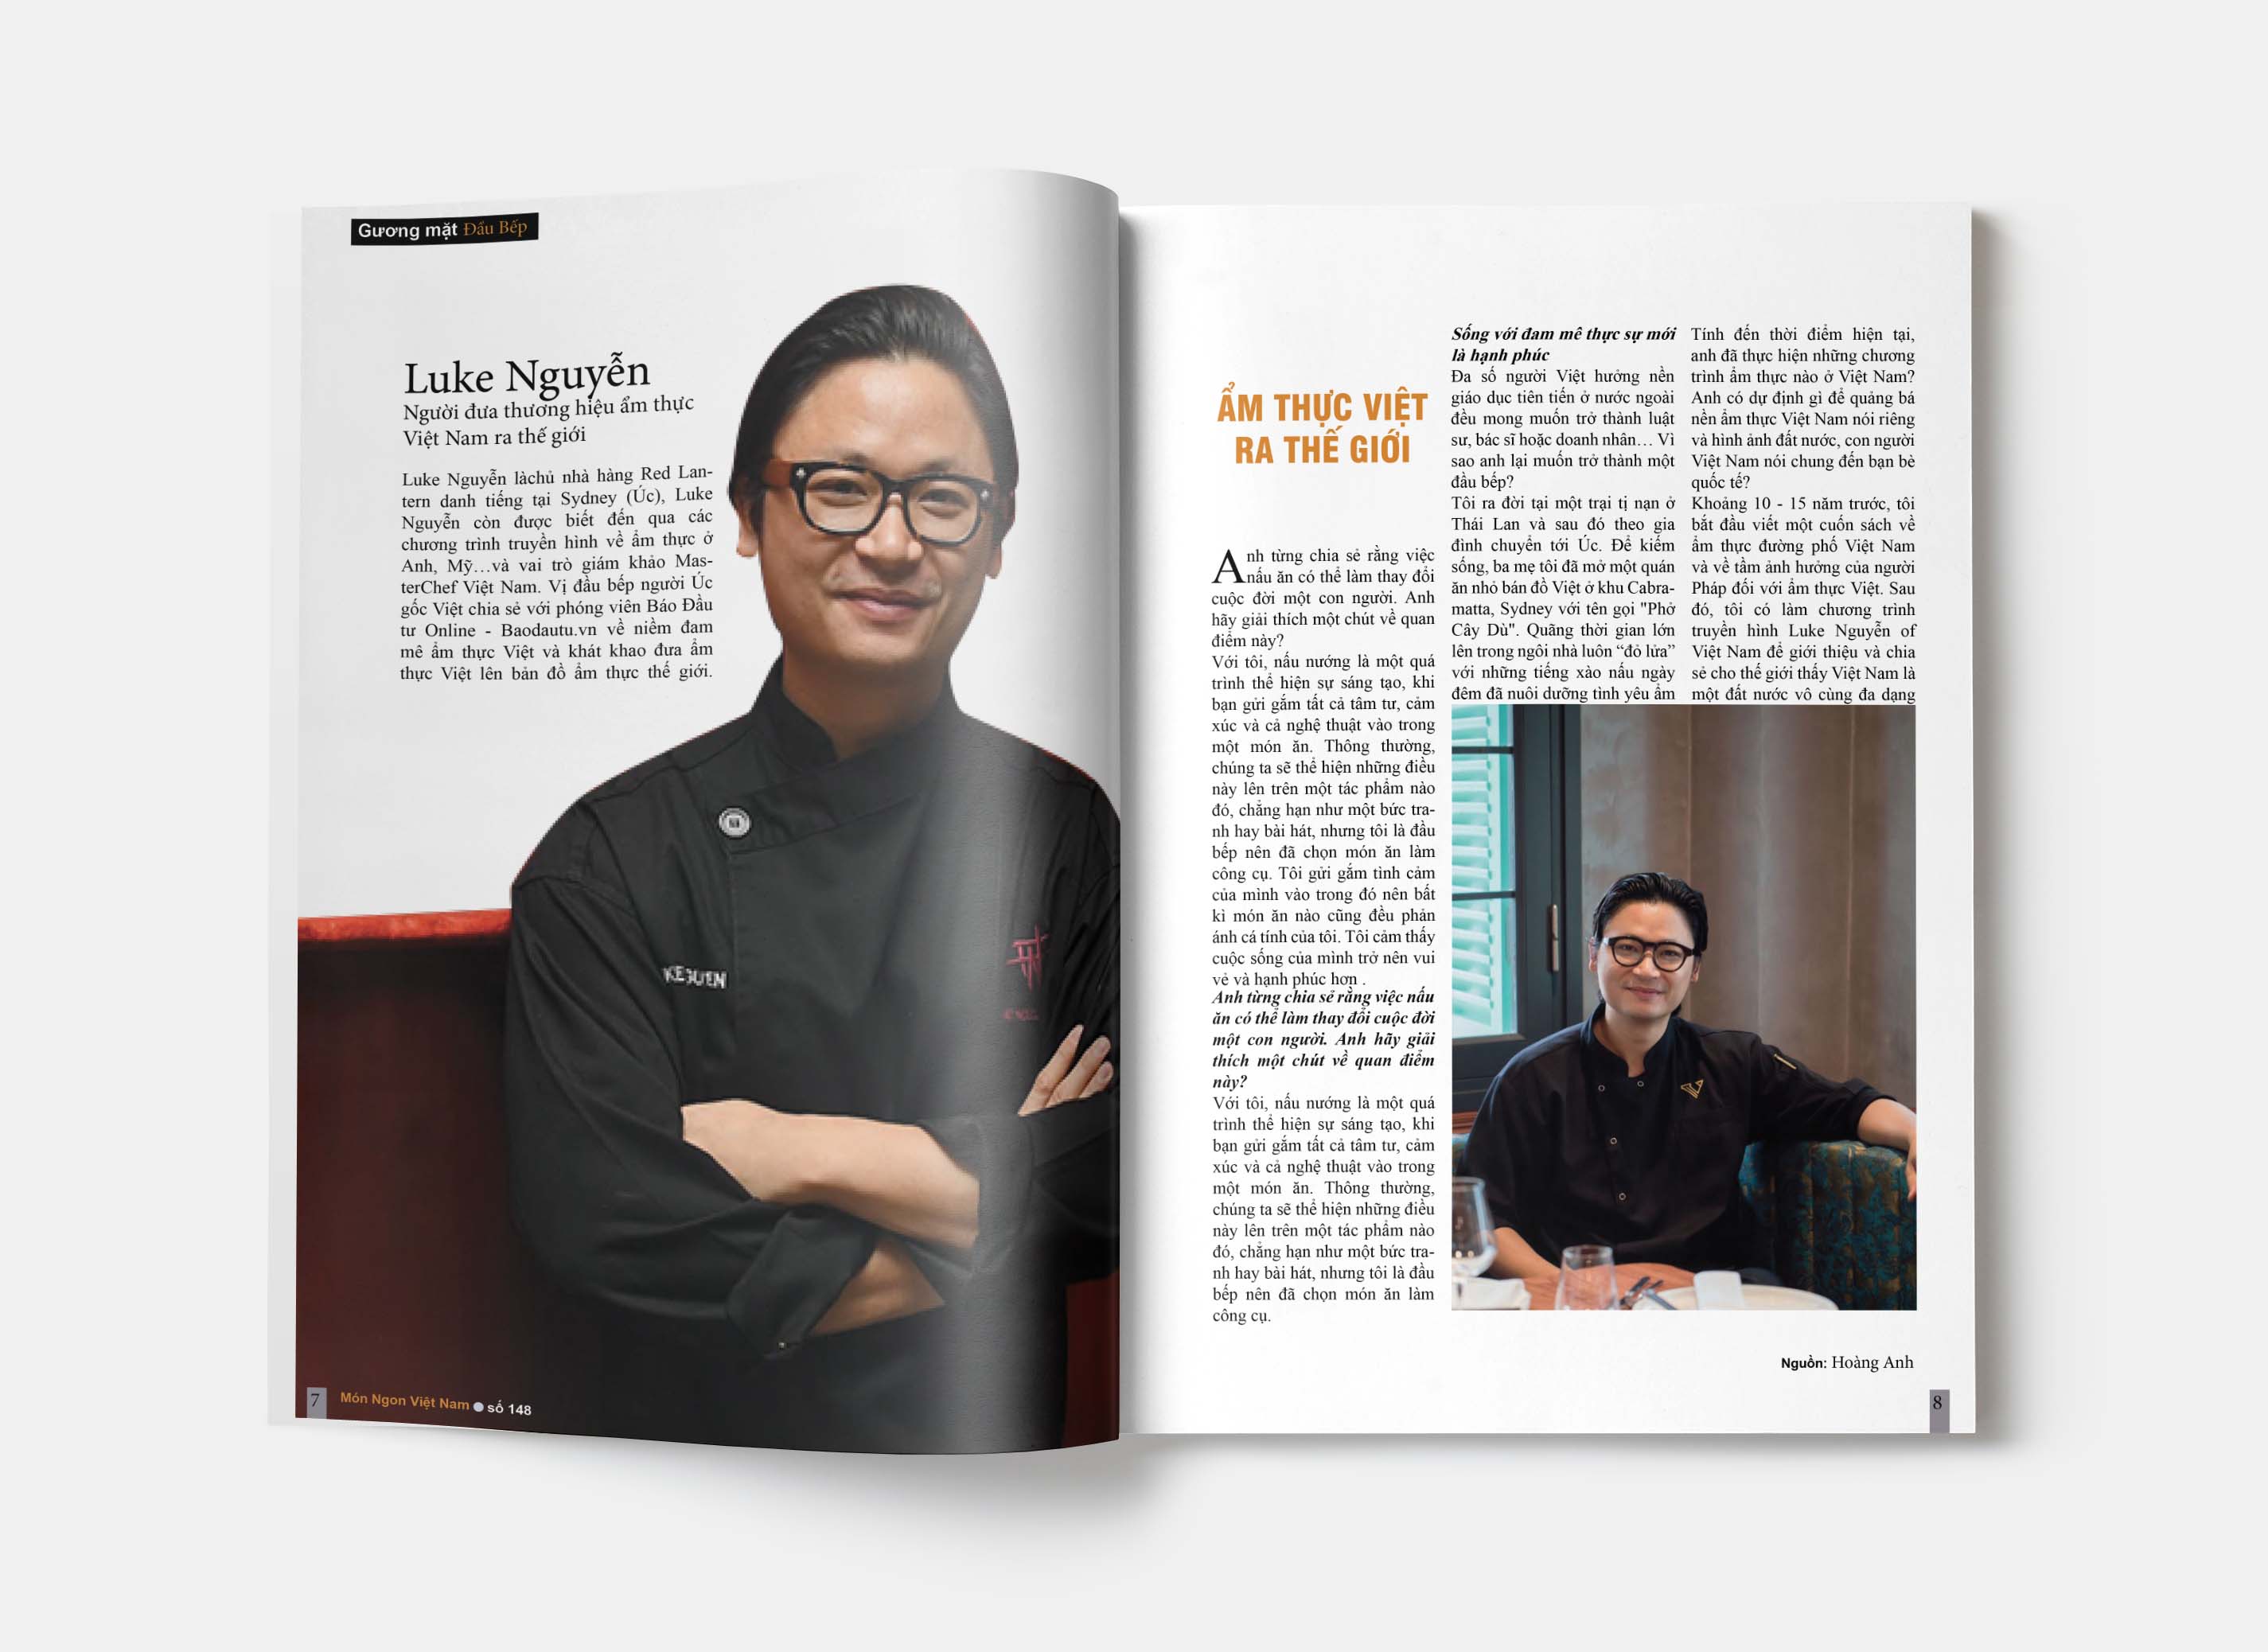 Gương mặt Đầu Bếp
Luke Nguyễn
Người đưa thương hiệu ẩm thực
Việt Nam ra thế giới
Luke Nguyễn làchủ nhà hàng Red Lan-
tern danh tiếng tại Sydney (Úc), Luke
Nguyễn còn được biết đến qua các
chương trình truyền hình về ẩm thực ở
Anh, Mỹ…và vai trò giám khảo Mas-
terChef Việt Nam. Vị đầu bếp người Úc
gốc Việt chia sẻ với phóng viên Báo Đầu
tư Online - Baodautu.vn về niềm đam
mê ẩm thực Việt và khát khao đưa ẩm
thực Việt lên bản đồ ẩm thực thế giới.
7 Món Ngon Việt Nam ● số 148
ẨM THỰC VIỆT
RA THẾ GIỚI
Anh từng chia sẻ rằng việc
nấu ăn có thể làm thay đổi
cuộc đời một con người. Anh
hãy giải thích một chút về quan
điểm này?
Với tôi, nấu nướng là một quá
trình thể hiện sự sáng tạo, khi
bạn gửi gắm tất cả tâm tư, cảm
xúc và cả nghệ thuật vào trong
một món ăn. Thông thường,
chúng ta sẽ thể hiện những điều
này lên trên một tác phẩm nào
đó, chẳng hạn như một bức tra-
nh hay bài hát, nhưng tôi là đầu
bếp nên đã chọn món ăn làm
công cụ. Tôi gửi gắm tình cảm
của mình vào trong đó nên bất
kì món ăn nào cũng đều phản
ánh cá tính của tôi. Tôi cảm thấy
cuộc sống của mình trở nên vui
vẻ và hạnh phúc hơn .
Anh từng chia sẻ rằng việc nấu
ăn có thể làm thay đổi cuộc đời
một con người. Anh hãy giải
thích một chút về quan điểm
này?
Với tôi, nấu nướng là một quá
trình thể hiện sự sáng tạo, khi
bạn gửi gắm tất cả tâm tư, cảm
xúc và cả nghệ thuật vào trong
một món ăn. Thông thường,
chúng ta sẽ thể hiện những điều
này lên trên một tác phẩm nào
đó, chẳng hạn như một bức tra-
nh hay bài hát, nhưng tôi là đầu
bếp nên đã chọn món ăn làm
công cụ.
Sống với đam mê thực sự mới
là hạnh phúc
Đa số người Việt hưởng nền
giáo dục tiên tiến ở nước ngoài
đều mong muốn trở thành luật
sư, bác sĩ hoặc doanh nhân… Vì
sao anh lại muốn trở thành một
đầu bếp?
Tôi ra đời tại một trại tị nạn ở
Thái Lan và sau đó theo gia
đình chuyển tới Úc. Để kiếm
sống, ba mẹ tôi đã mở một quán
ăn nhỏ bán đồ Việt ở khu Cabra-
matta, Sydney với tên gọi "Phở
Cây Dù". Quãng thời gian lớn
lên trong ngôi nhà luôn “đỏ lửa”
với những tiếng xào nấu ngày
đêm đã nuôi dưỡng tình yêu ẩm
Tính đến thời điểm hiện tại,
anh đã thực hiện những chương
trình ẩm thực nào ở Việt Nam?
Anh có dự định gì để quảng bá
nền ẩm thực Việt Nam nói riêng
và hình ảnh đất nước, con người
Việt Nam nói chung đến bạn bè
quốc tế?
Khoảng 10 - 15 năm trước, tôi
bắt đầu viết một cuốn sách về
ẩm thực đường phố Việt Nam
và về tầm ảnh hưởng của người
Pháp đối với ẩm thực Việt. Sau
đó, tôi có làm chương trình
truyền hình Luke Nguyễn of
Việt Nam để giới thiệu và chia
sẻ cho thế giới thấy Việt Nam là
một đất nước vô cùng đa dạng
Nguồn: Hoàng Anh
8